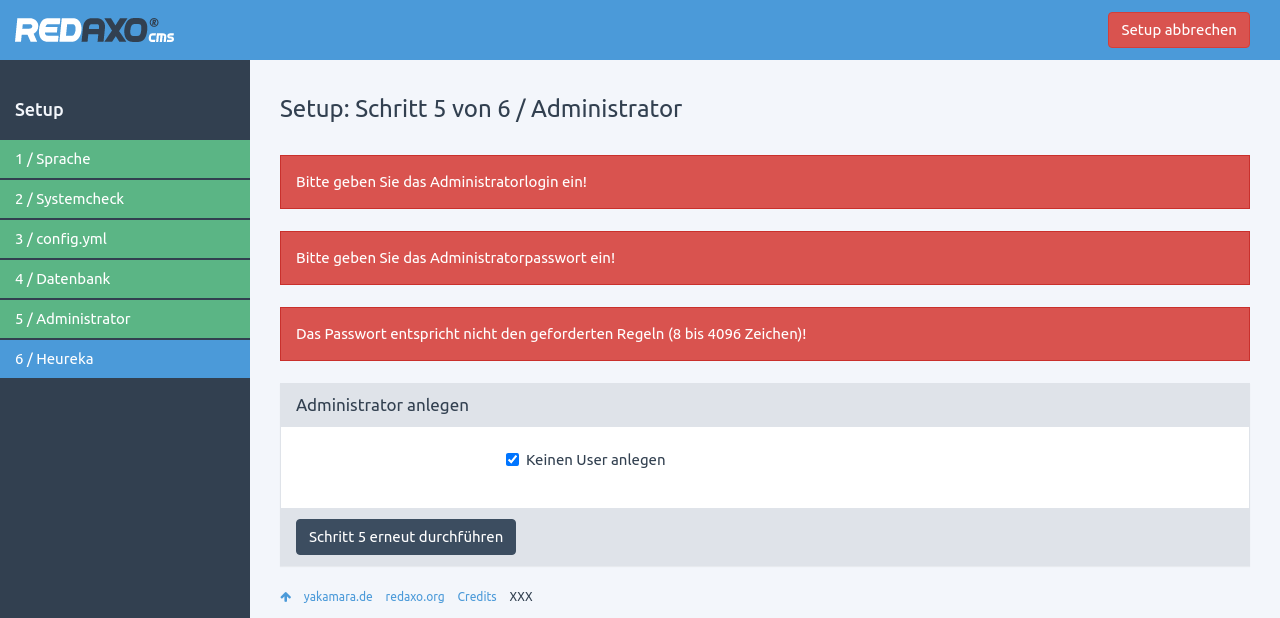 REDAXO® cms
Setup abbrechen
Setup
1 / Sprache
2 / Systemcheck
3 / config.yml
4 / Datenbank
5 / Administrator
6 / Heureka
Setup: Schritt 5 von 6 / Administrator
Bitte geben Sie das Administratorlogin ein!
Bitte geben Sie das Administratorpasswort ein!
Das Passwort entspricht nicht den geforderten Regeln (8 bis 4096 Zeichen)!
Administrator anlegen
Keinen User anlegen
Schritt 5 erneut durchführen
yakamara.de redaxo.org Credits XXX